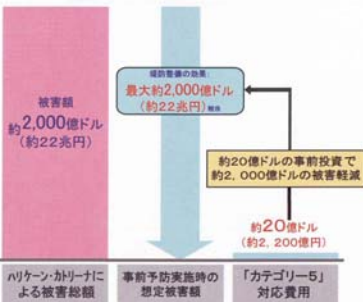 被害額
約2,000億ドル
(約22兆円)
堤防整備の効果:
最大約2,000億ドル
(約22兆円)相当
約20億ドルの事前投資で
約2,000億ドルの被害軽減
約20億ドル
(約2,200億円)
ハリケーン・カトリーナに
よる被害総額
事前予防実施時の
想定被害額
「カテゴリー5」
対応費用